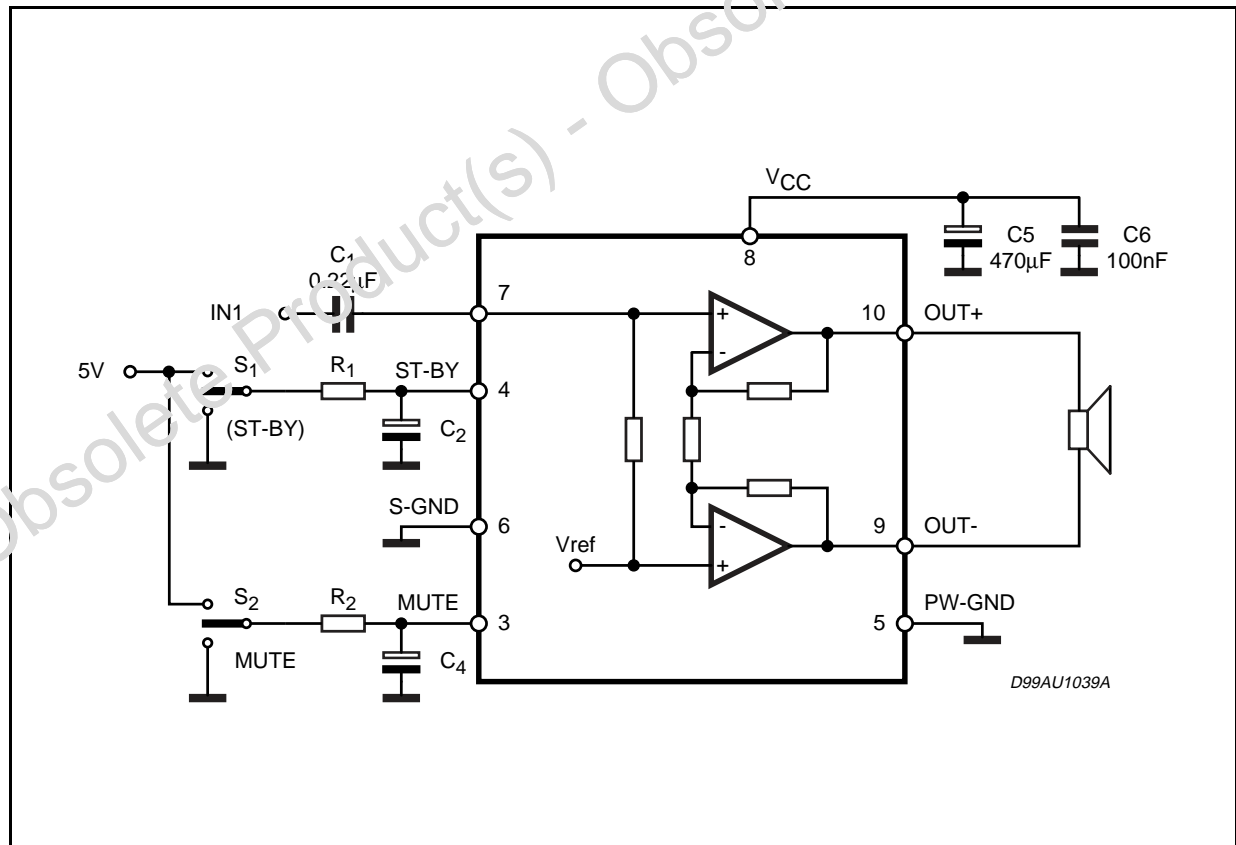 Obsolete Product(s) - Obsol
VCC
8
C5
470µF
C6
100nF
C1
0.22µF
IN1
7
+
-
10
OUT+
5V
S1
R1
ST-BY
4
(ST-BY)
C2
S-GND
6
Vref
-
+
9
OUT-
S2
R2
MUTE
3
MUTE
C4
PW-GND
5
D99AU1039A